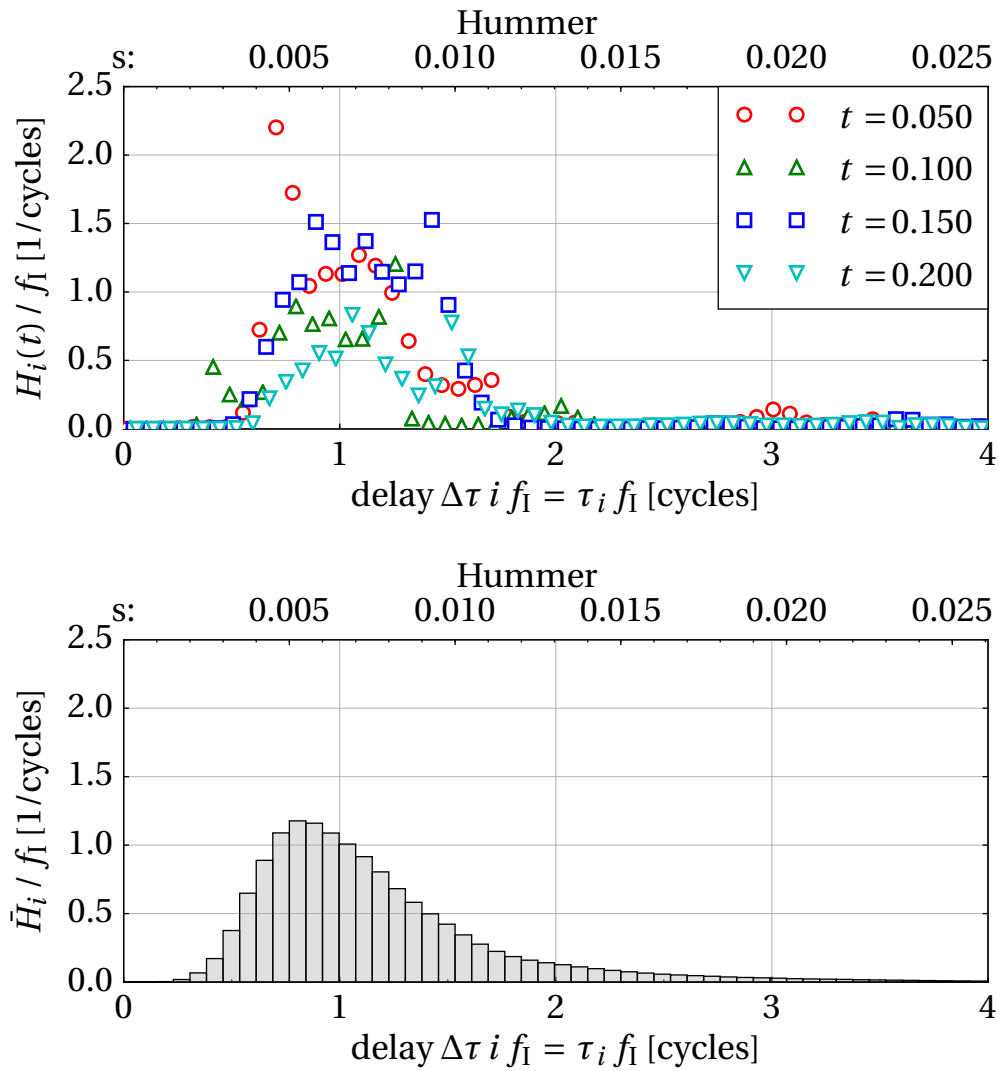 Hummer
s: 0.005 0.010 0.015 0.020 0.025
2.5
2.0
1.5
1.0
0.5
0.0
H_i(t) / f_I [1/cycles]
t = 0.050
t = 0.100
t = 0.150
t = 0.200
0 1 2 3 4
delay Δτ i f_I = τ_i f_I [cycles]
Hummer
s: 0.005 0.010 0.015 0.020 0.025
2.5
2.0
1.5
1.0
0.5
0.0
H̄_i / f_I [1/cycles]
0 1 2 3 4
delay Δτ i f_I = τ_i f_I [cycles]